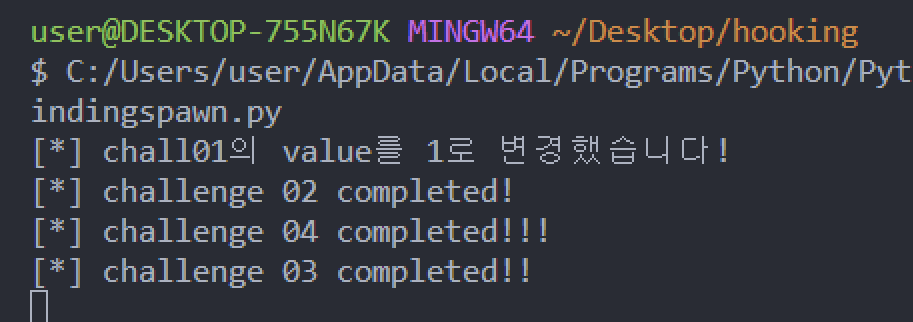 user@DESKTOP-755N67K MINGW64 ~/Desktop/hooking
$ C:/Users/user/AppData/Local/Programs/Python/Pyt
indingspawn.py
[*] chall01의 value를 1로 변경했습니다!
[*] challenge 02 completed!
[*] challenge 04 completed!!!
[*] challenge 03 completed!!